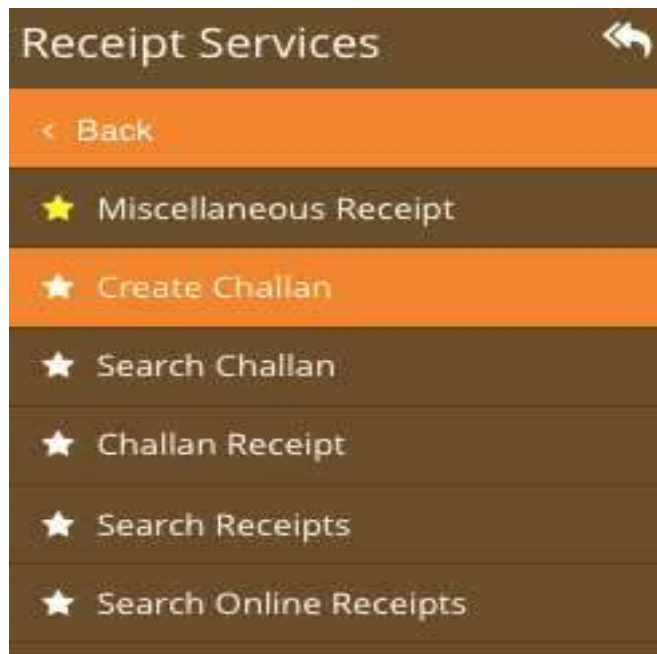 Receipt Services
< Back
Miscellaneous Receipt
Create Challan
Search Challan
Challan Receipt
Search Receipts
Search Online Receipts